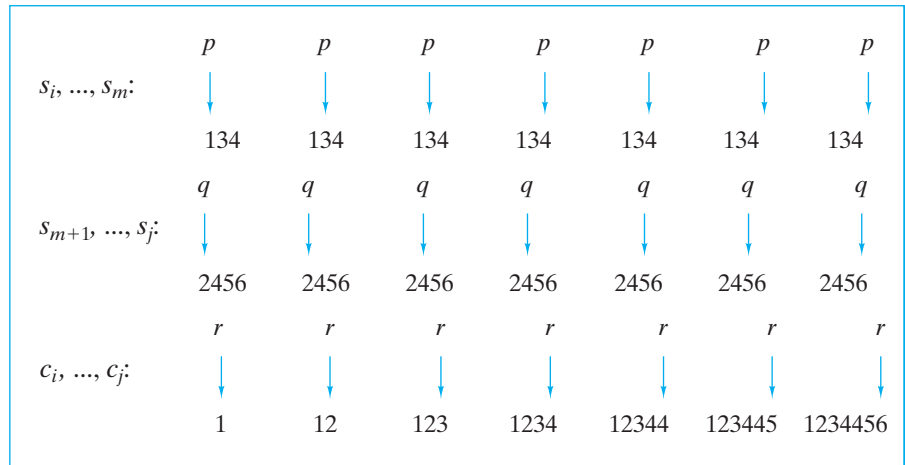 p p p p p p p
s_i, ..., s_m:
134 134 134 134 134 134 134
q q q q q q q
s_{m+1}, ..., s_j:
2456 2456 2456 2456 2456 2456 2456
r r r r r r r
c_i, ..., c_j:
1 12 123 1234 12344 123445 1234456